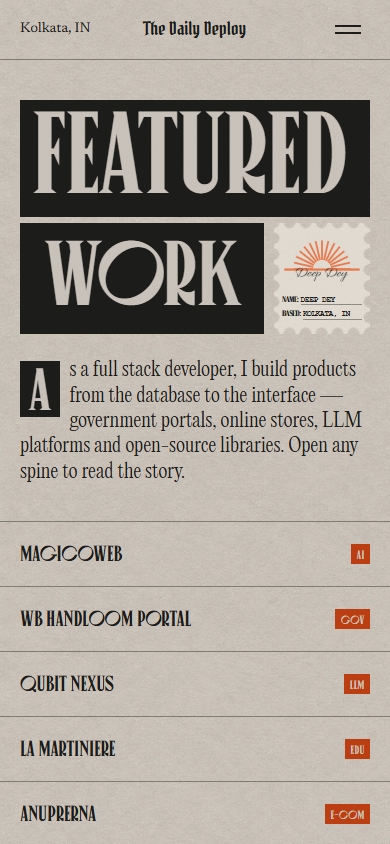 Kolkata, IN
The Daily Deploy
FEATURED
WORK
Deep Dey
NAME: DEEP DEY
BASED: KOLKATA, IN
As a full stack developer, I build products
from the database to the interface —
government portals, online stores, LLM
platforms and open-source libraries. Open any
spine to read the story.
MAGICOWEB
AI
WB HANDLOOM PORTAL
GOV
QUBIT NEXUS
LLM
LA MARTINIERE
EDU
ANUPRERNA
E-COM